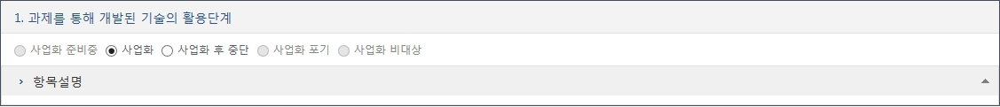 1. 과제를 통해 개발된 기술의 활용단계
사업화 준비중 사업화 사업화 후 중단 사업화 포기 사업화 비대상
항목설명